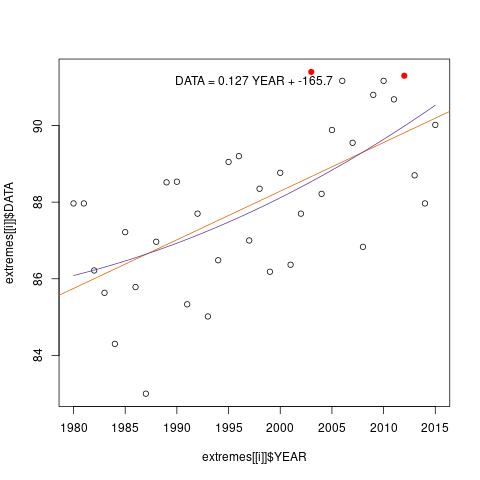 DATA = 0.127 YEAR + -165.7
extremes[[i]]$DATA
90
88
86
84
1980 1985 1990 1995 2000 2005 2010 2015
extremes[[i]]$YEAR